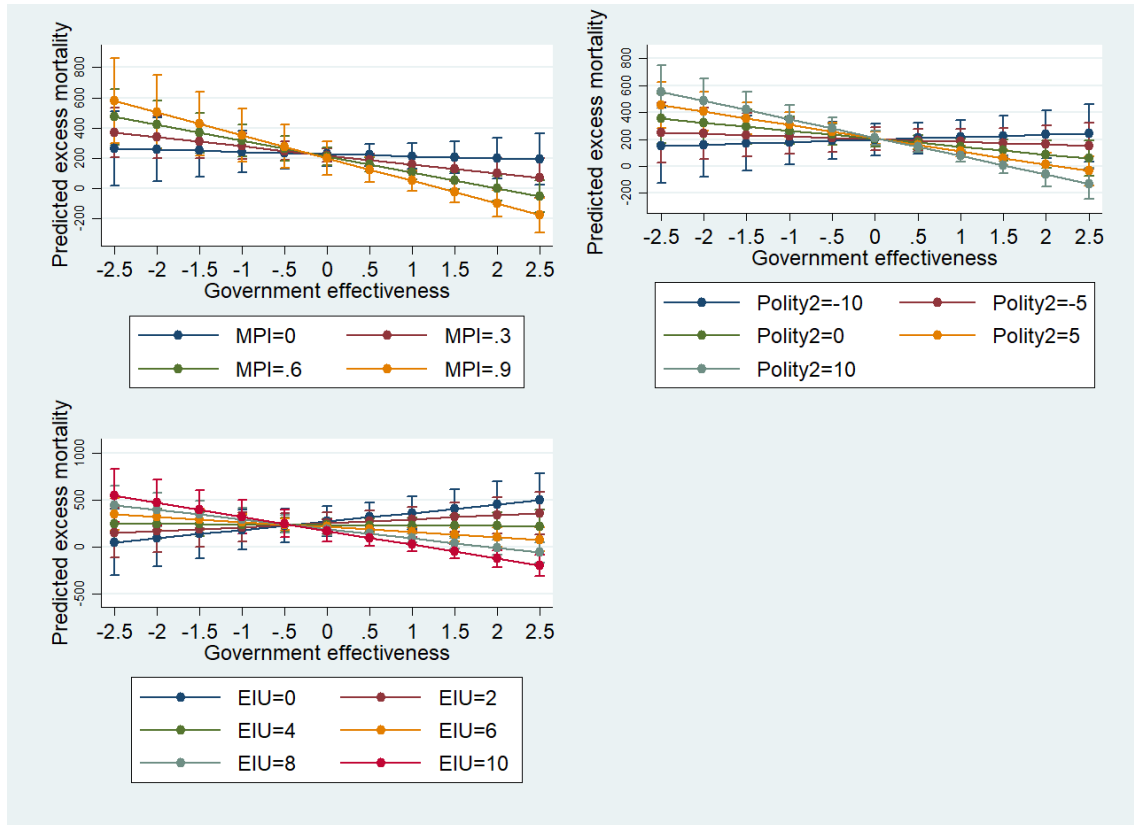 Predicted excess mortality
800
600
400
200
0
-200
-2.5 -2 -1.5 -1 -.5 0 .5 1 1.5 2 2.5
Government effectiveness
MPI=0 MPI=.3
MPI=.6 MPI=.9
Predicted excess mortality
800
600
400
200
0
-200
-2.5 -2 -1.5 -1 -.5 0 .5 1 1.5 2 2.5
Government effectiveness
Polity2=-10 Polity2=-5
Polity2=0 Polity2=5
Polity2=10
Predicted excess mortality
1000
500
0
-500
-2.5 -2 -1.5 -1 -.5 0 .5 1 1.5 2 2.5
Government effectiveness
EIU=0 EIU=2
EIU=4 EIU=6
EIU=8 EIU=10